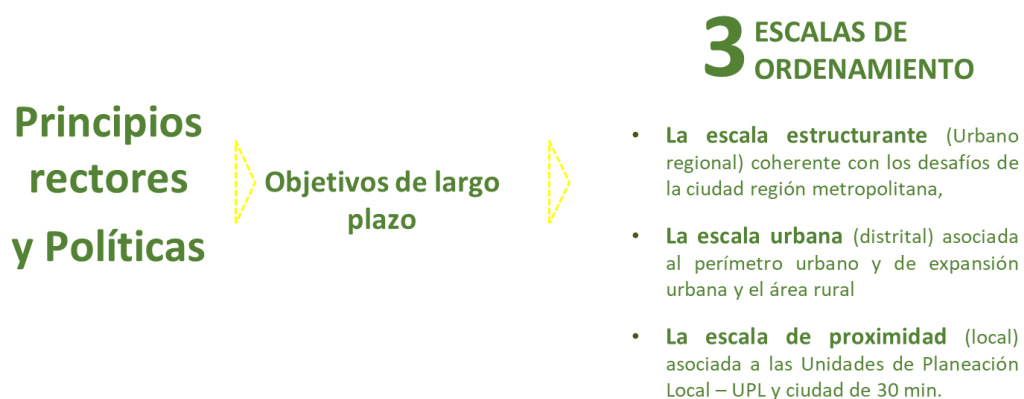 Principios
rectores
y Políticas
Objetivos de largo
plazo
3 ESCALAS DE
ORDENAMIENTO
• La escala estructurante (Urbano
regional) coherente con los desafíos de
la ciudad región metropolitana,
• La escala urbana (distrital) asociada
al perímetro urbano y de expansión
urbana y el área rural
• La escala de proximidad (local)
asociada a las Unidades de Planeación
Local – UPL y ciudad de 30 min.